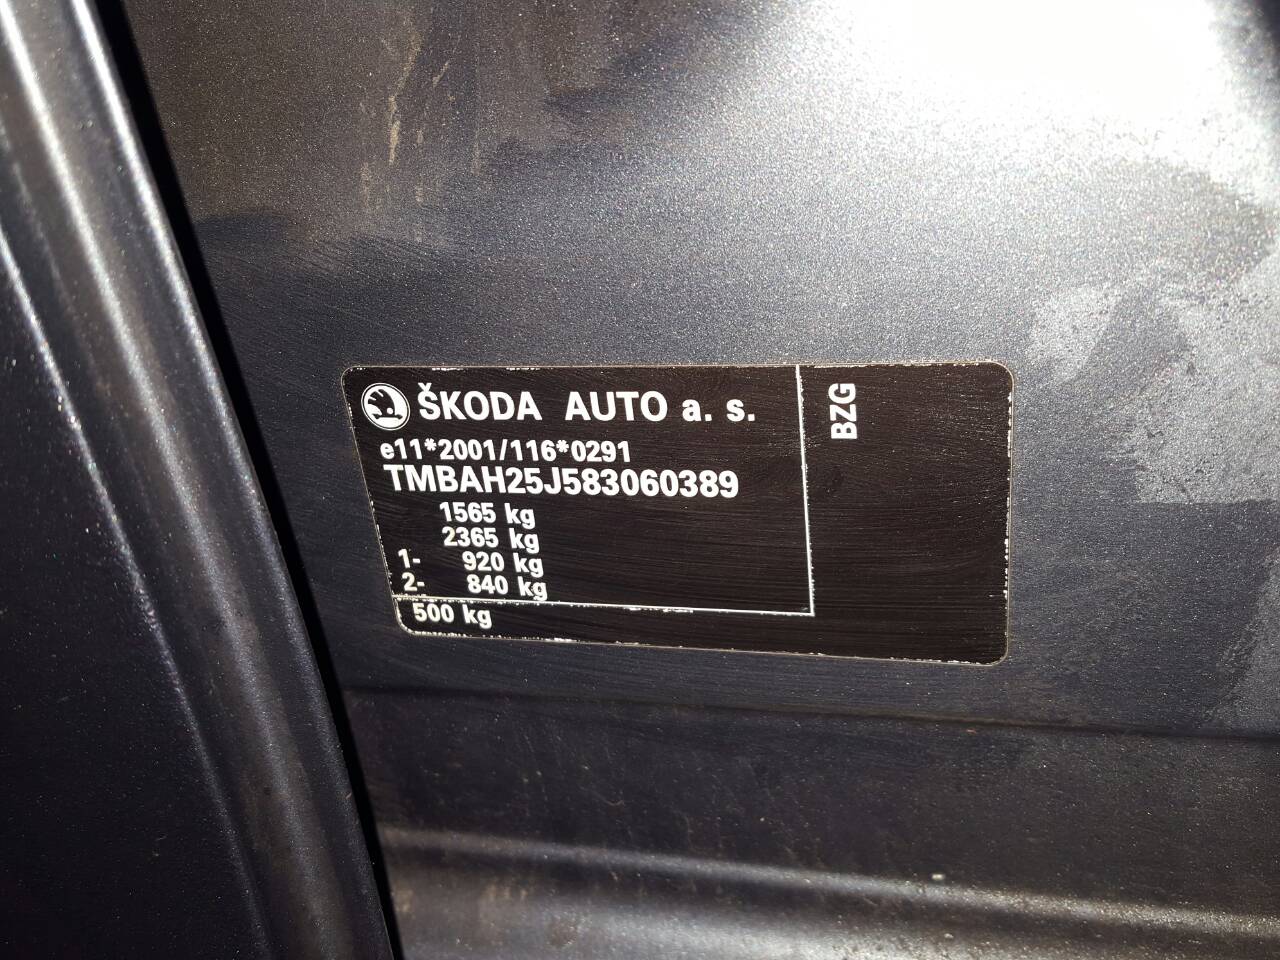 ŠKODA AUTO a. s.
BZG
e11*2001/116*0291
TMBAH25J583060389
1565 kg
2365 kg
1- 920 kg
2- 840 kg
500 kg